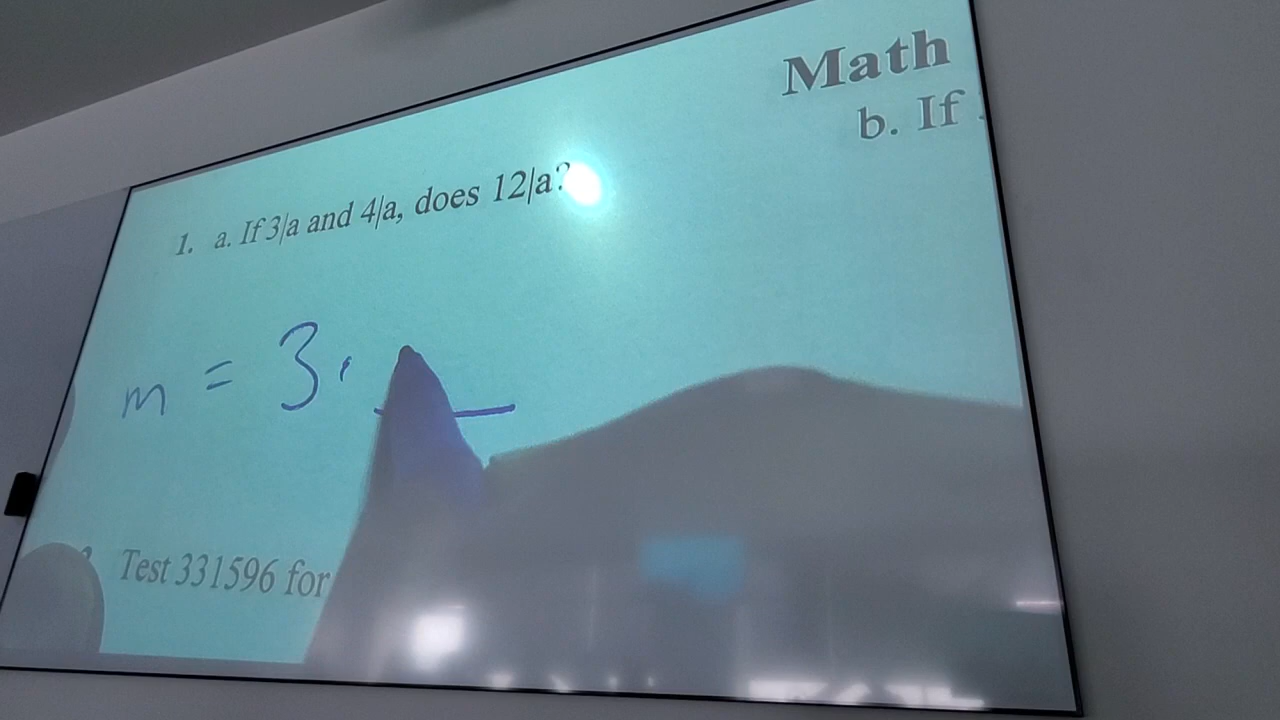 Math
b. If
1. a. If 3|a and 4|a, does 12|a?
m = 3 ·
Test 331596 for